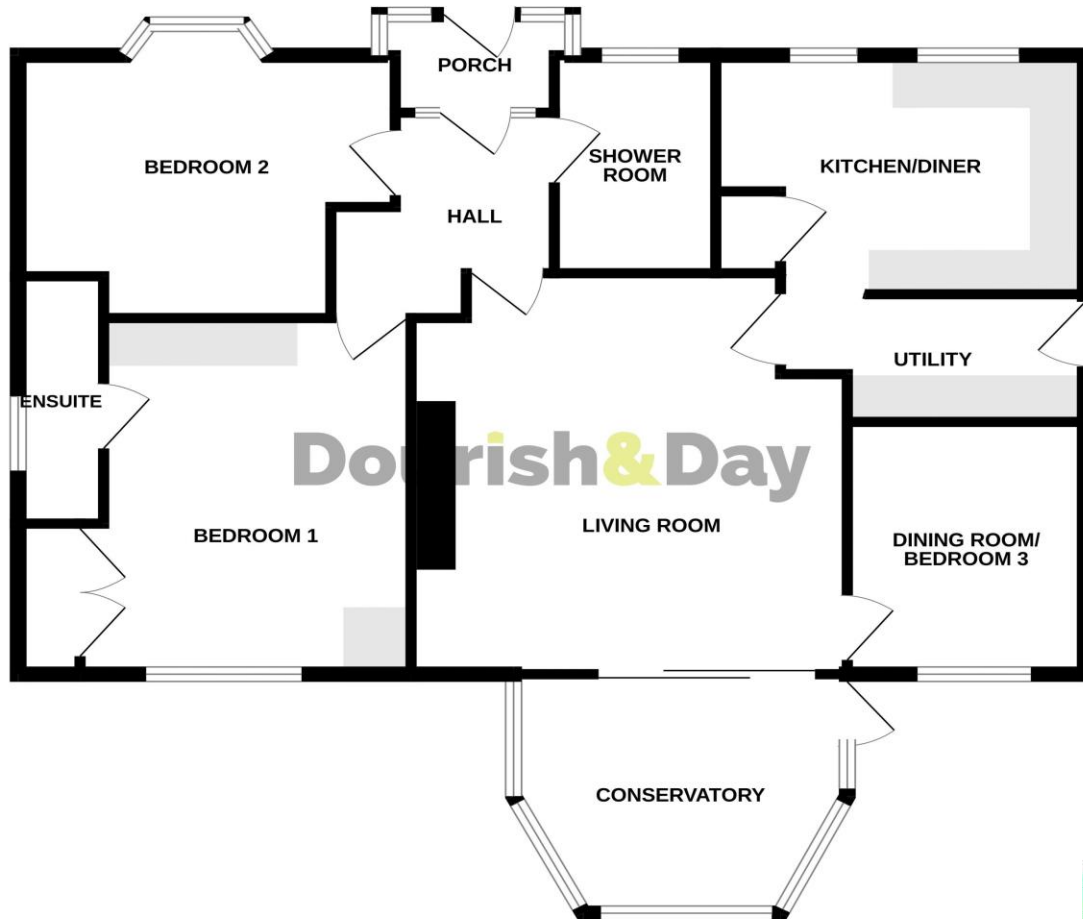 PORCH
BEDROOM 2
SHOWER
ROOM
KITCHEN/DINER
HALL
UTILITY
ENSUITE
Dourish&Day
BEDROOM 1
LIVING ROOM
DINING ROOM/
BEDROOM 3
CONSERVATORY